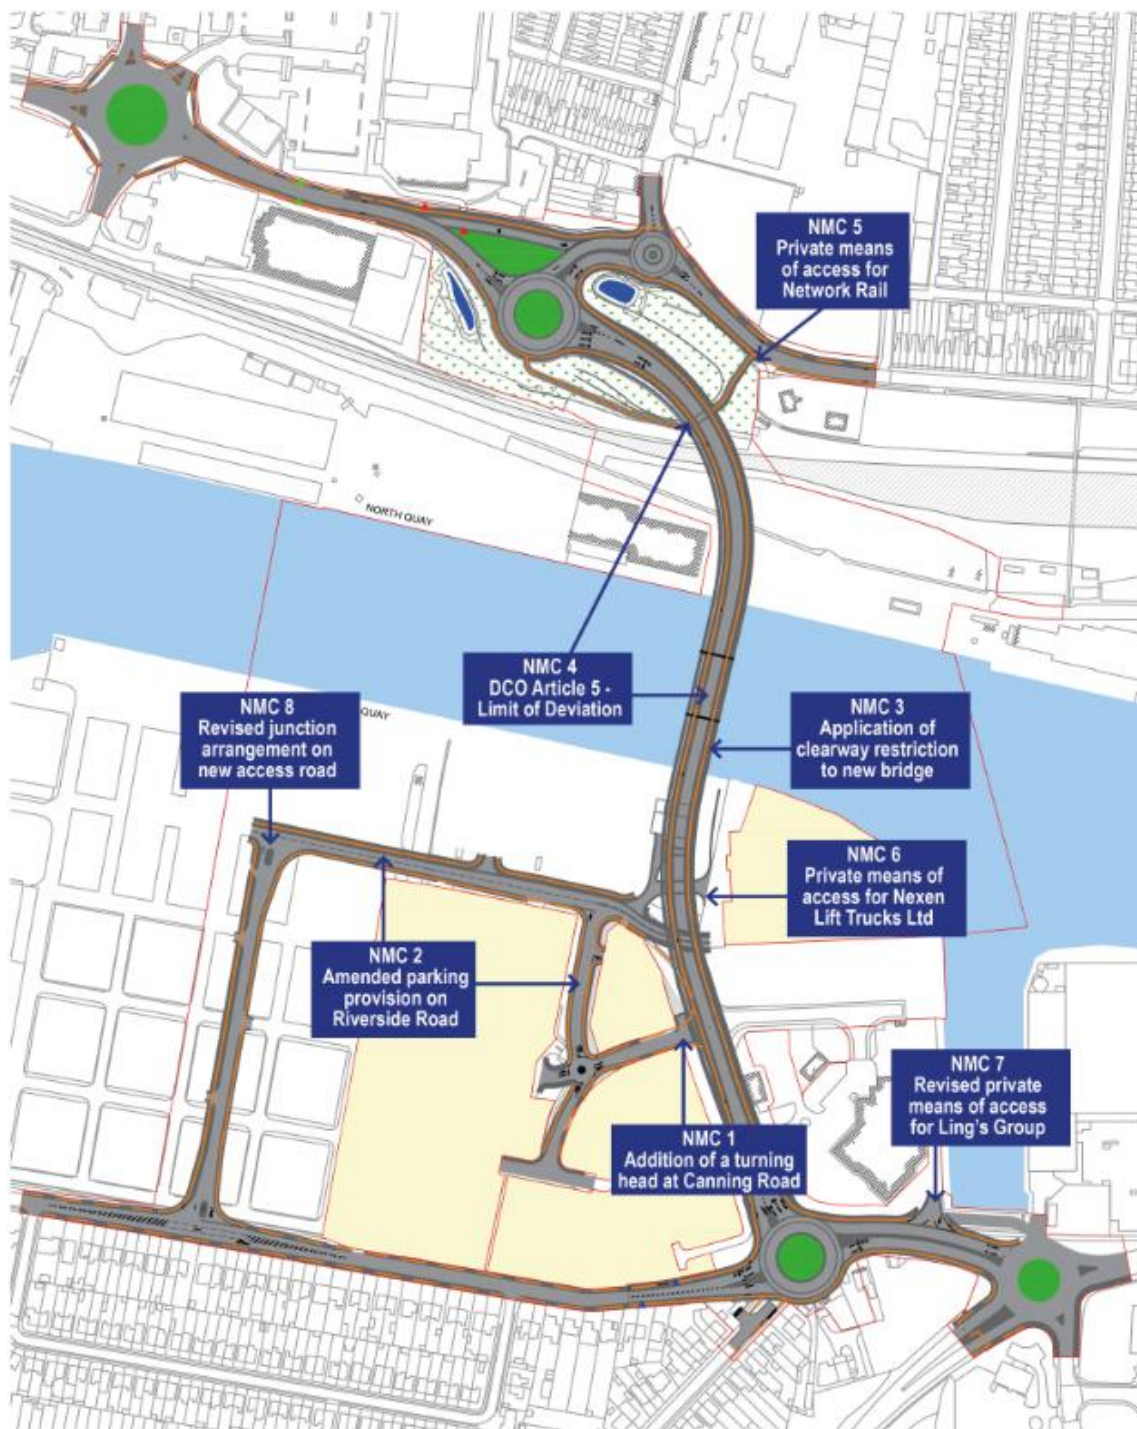 NMC 5
Private means
of access for
Network Rail
NORTH QUAY
NMC 4
DCO Article 5 -
Limit of Deviation
NMC 8
Revised junction
arrangement on
new access road
QUAY
NMC 3
Application of
clearway restriction
to new bridge
NMC 6
Private means of
access for Nexen
Lift Trucks Ltd
NMC 2
Amended parking
provision on
Riverside Road
NMC 7
Revised private
means of access
for Ling's Group
NMC 1
Addition of a turning
head at Canning Road